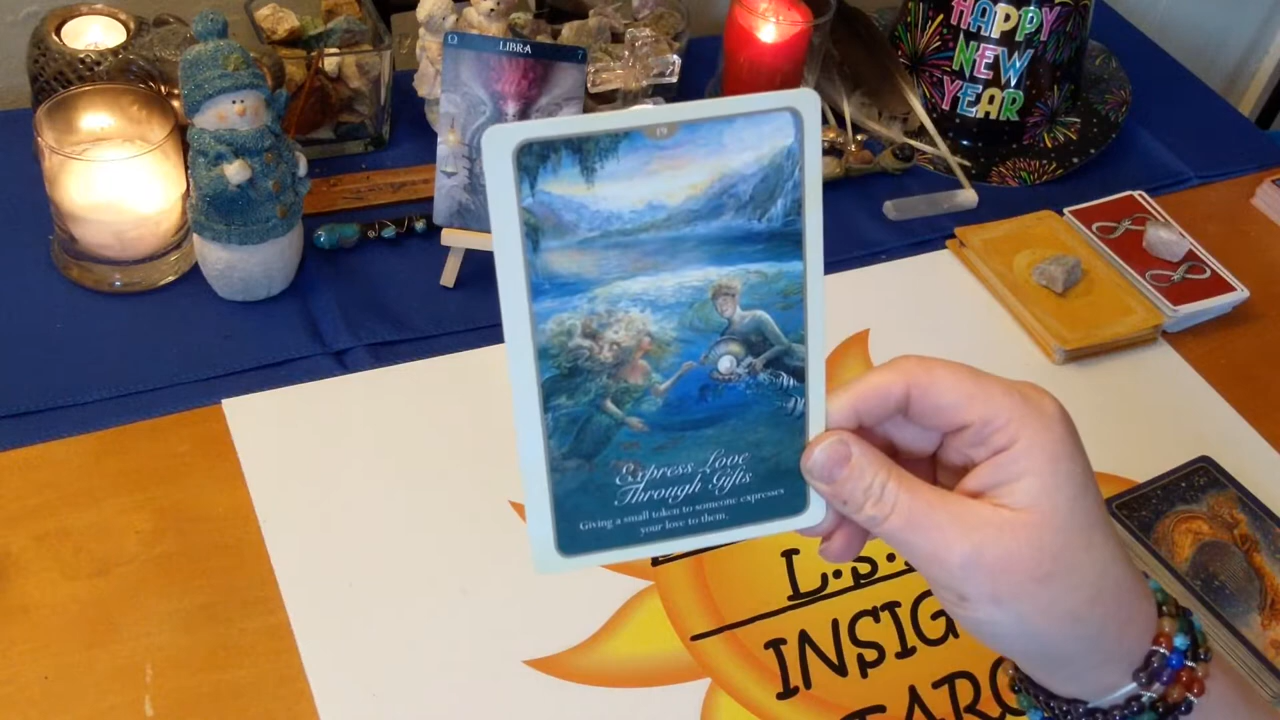 LIBRA
7
HAPPY
NEW
YEAR
19
Express Love
Through Gifts
Giving a small token to someone expresses
your love to them.
L.S.
INSIG
TARO